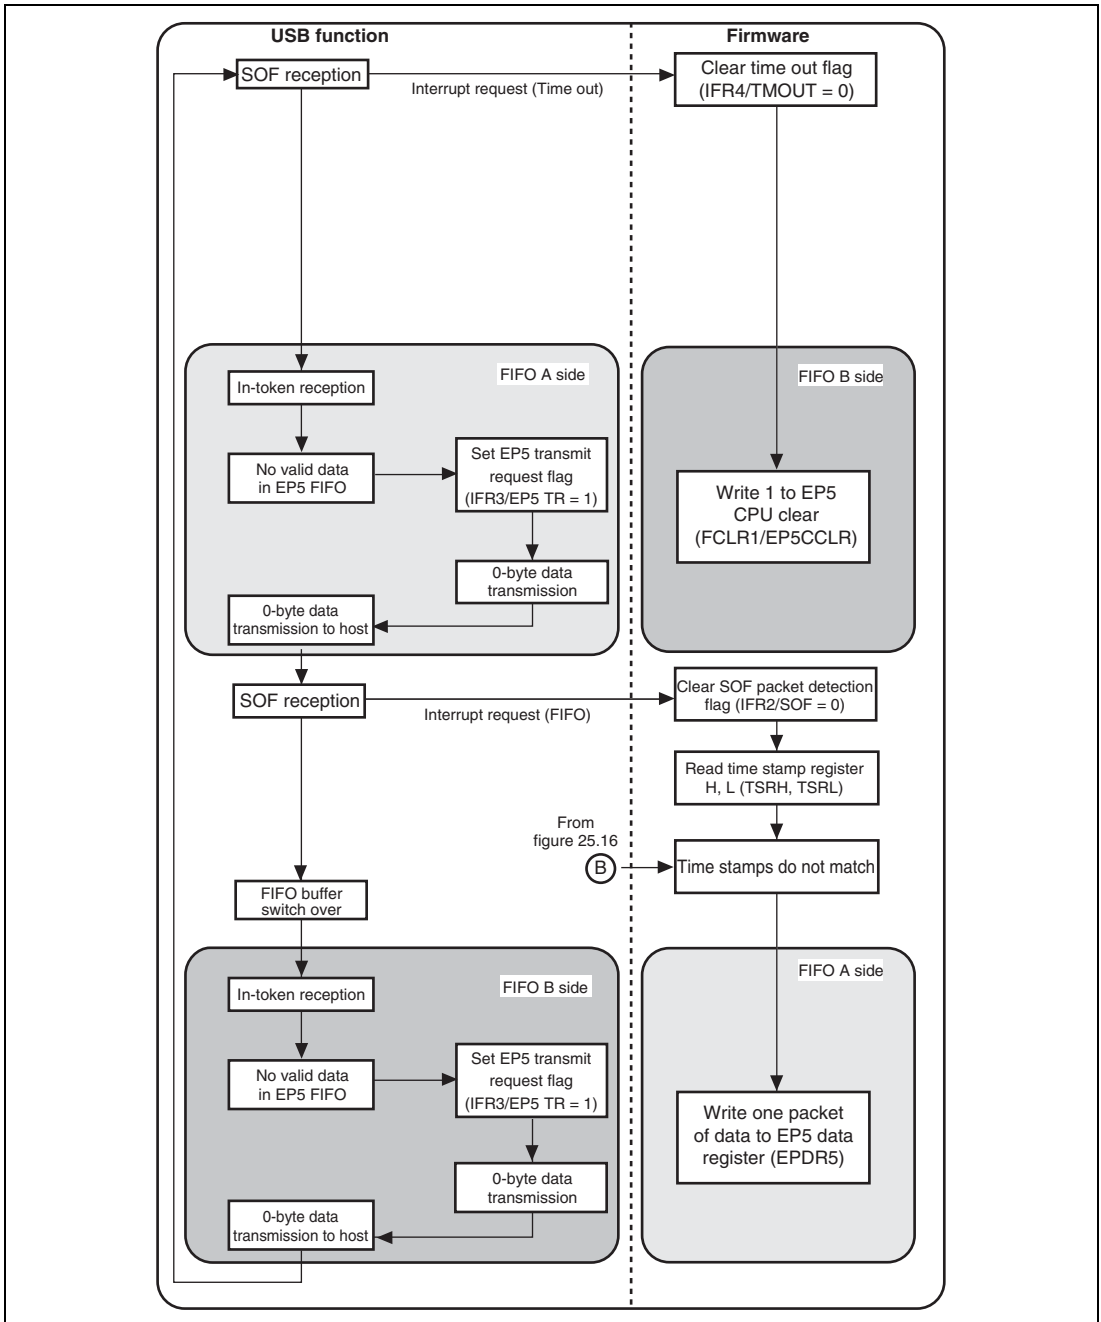 USB function
Firmware
SOF reception
Interrupt request (Time out)
Clear time out flag
(IFR4/TMOUT = 0)
FIFO A side
In-token reception
No valid data
in EP5 FIFO
Set EP5 transmit
request flag
(IFR3/EP5 TR = 1)
0-byte data
transmission
0-byte data
transmission to host
FIFO B side
Write 1 to EP5
CPU clear
(FCLR1/EP5CCLR)
SOF reception
Interrupt request (FIFO)
Clear SOF packet detection
flag (IFR2/SOF = 0)
Read time stamp register
H, L (TSRH, TSRL)
From
figure 25.16
B
Time stamps do not match
FIFO buffer
switch over
FIFO B side
In-token reception
No valid data
in EP5 FIFO
Set EP5 transmit
request flag
(IFR3/EP5 TR = 1)
0-byte data
transmission
0-byte data
transmission to host
FIFO A side
Write one packet
of data to EP5 data
register (EPDR5)